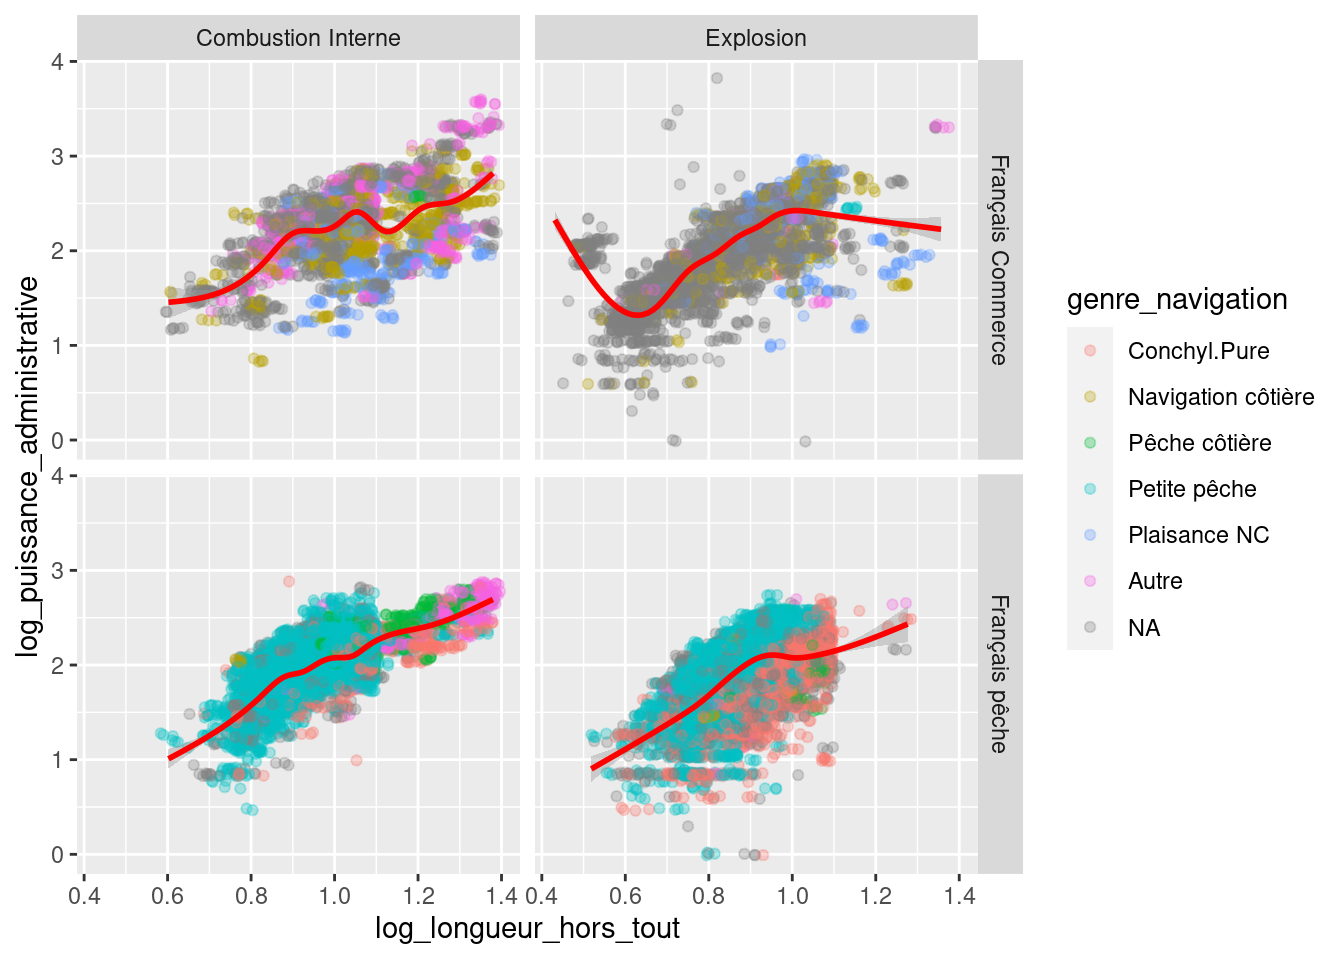 Combustion Interne
Explosion
4
3
2
1
0
Français Commerce
4
3
2
1
0
Français pêche
0.4 0.6 0.8 1.0 1.2 1.4
0.4 0.6 0.8 1.0 1.2 1.4
log_longueur_hors_tout
log_puissance_administrative
genre_navigation
Conchyl.Pure
Navigation côtière
Pêche côtière
Petite pêche
Plaisance NC
Autre
NA